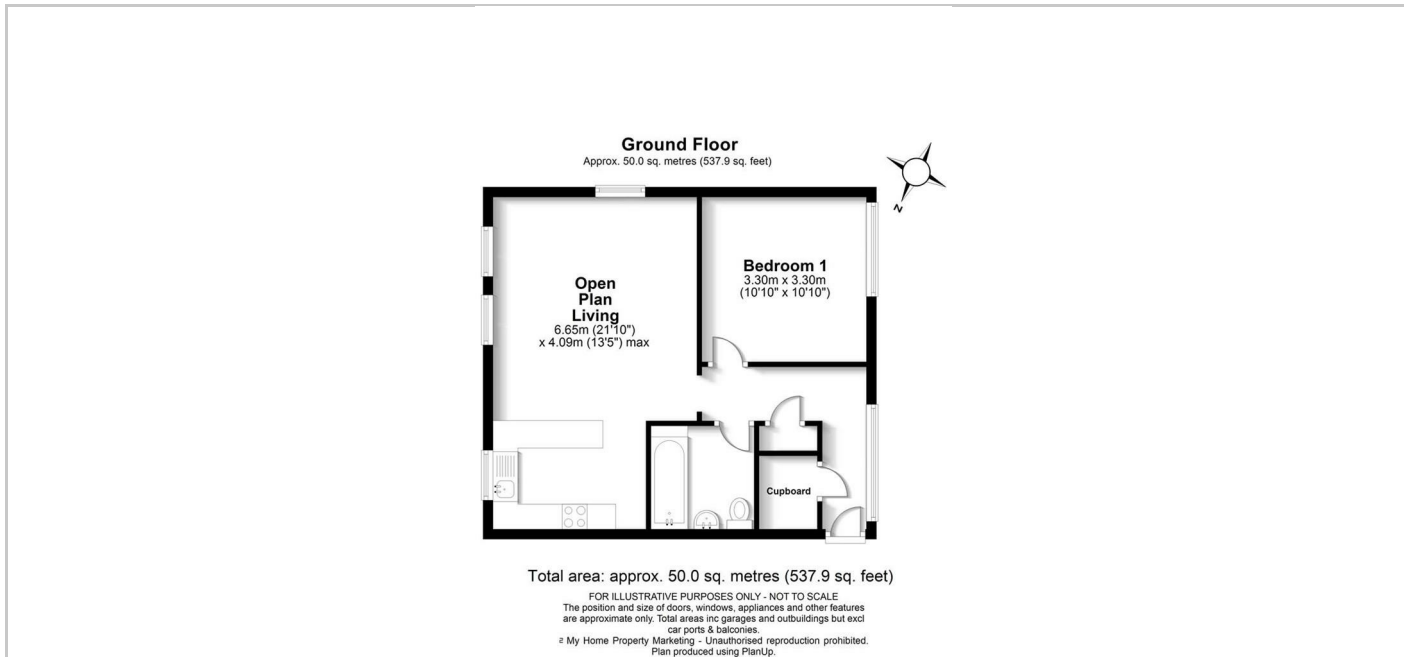 Ground Floor
Approx. 50.0 sq. metres (537.9 sq. feet)
N
Open
Plan
Living
6.65m (21'10")
x 4.09m (13'5") max
Bedroom 1
3.30m x 3.30m
(10'10" x 10'10")
Cupboard
Total area: approx. 50.0 sq. metres (537.9 sq. feet)
FOR ILLUSTRATIVE PURPOSES ONLY - NOT TO SCALE
The position and size of doors, windows, appliances and other features
are approximate only. Total areas inc garages and outbuildings but excl
car ports & balconies.
My Home Property Marketing - Unauthorised reproduction prohibited.
Plan produced using PlanUp.